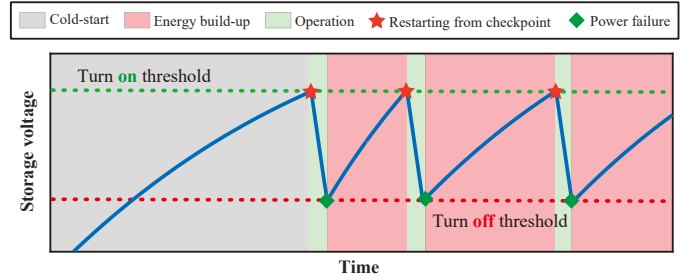 Cold-start Energy build-up Operation Restarting from checkpoint Power failure
Turn on threshold
Storage voltage
Turn off threshold
Time